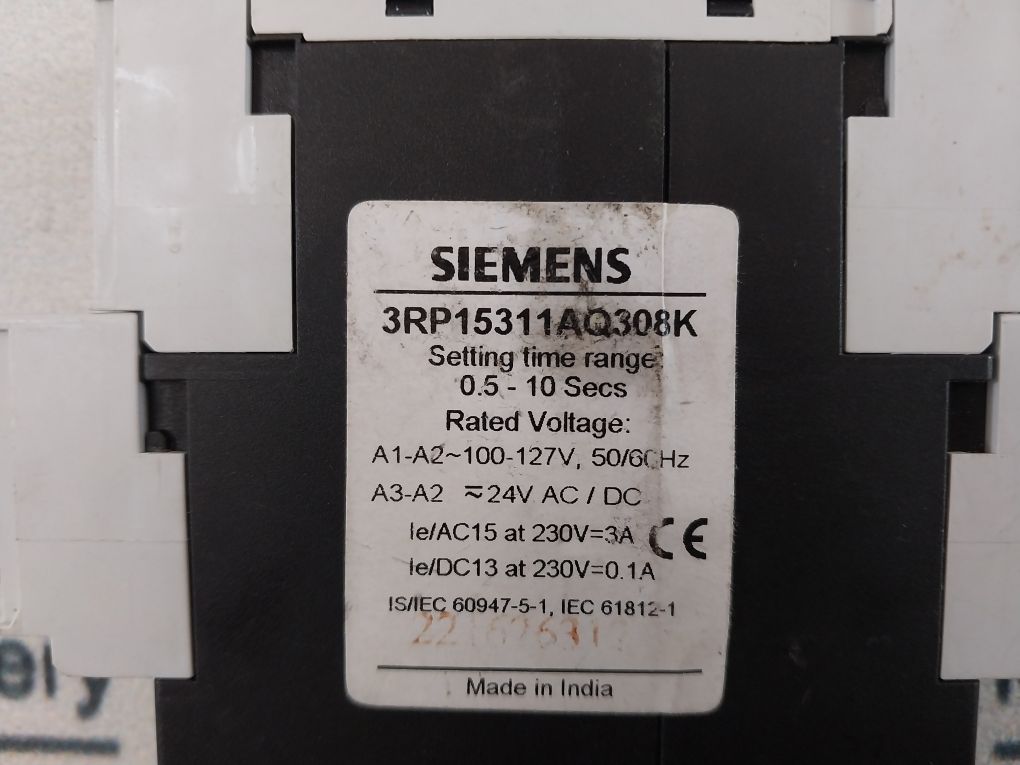 SIEMENS
3RP15311AQ308K
Setting time range:
0.5 - 10 Secs
Rated Voltage:
A1-A2~100-127V, 50/60Hz
A3-A2 ≂24V AC / DC
Ie/AC15 at 230V=3A CE
Ie/DC13 at 230V=0.1A
IS/IEC 60947-5-1, IEC 61812-1
Made in India